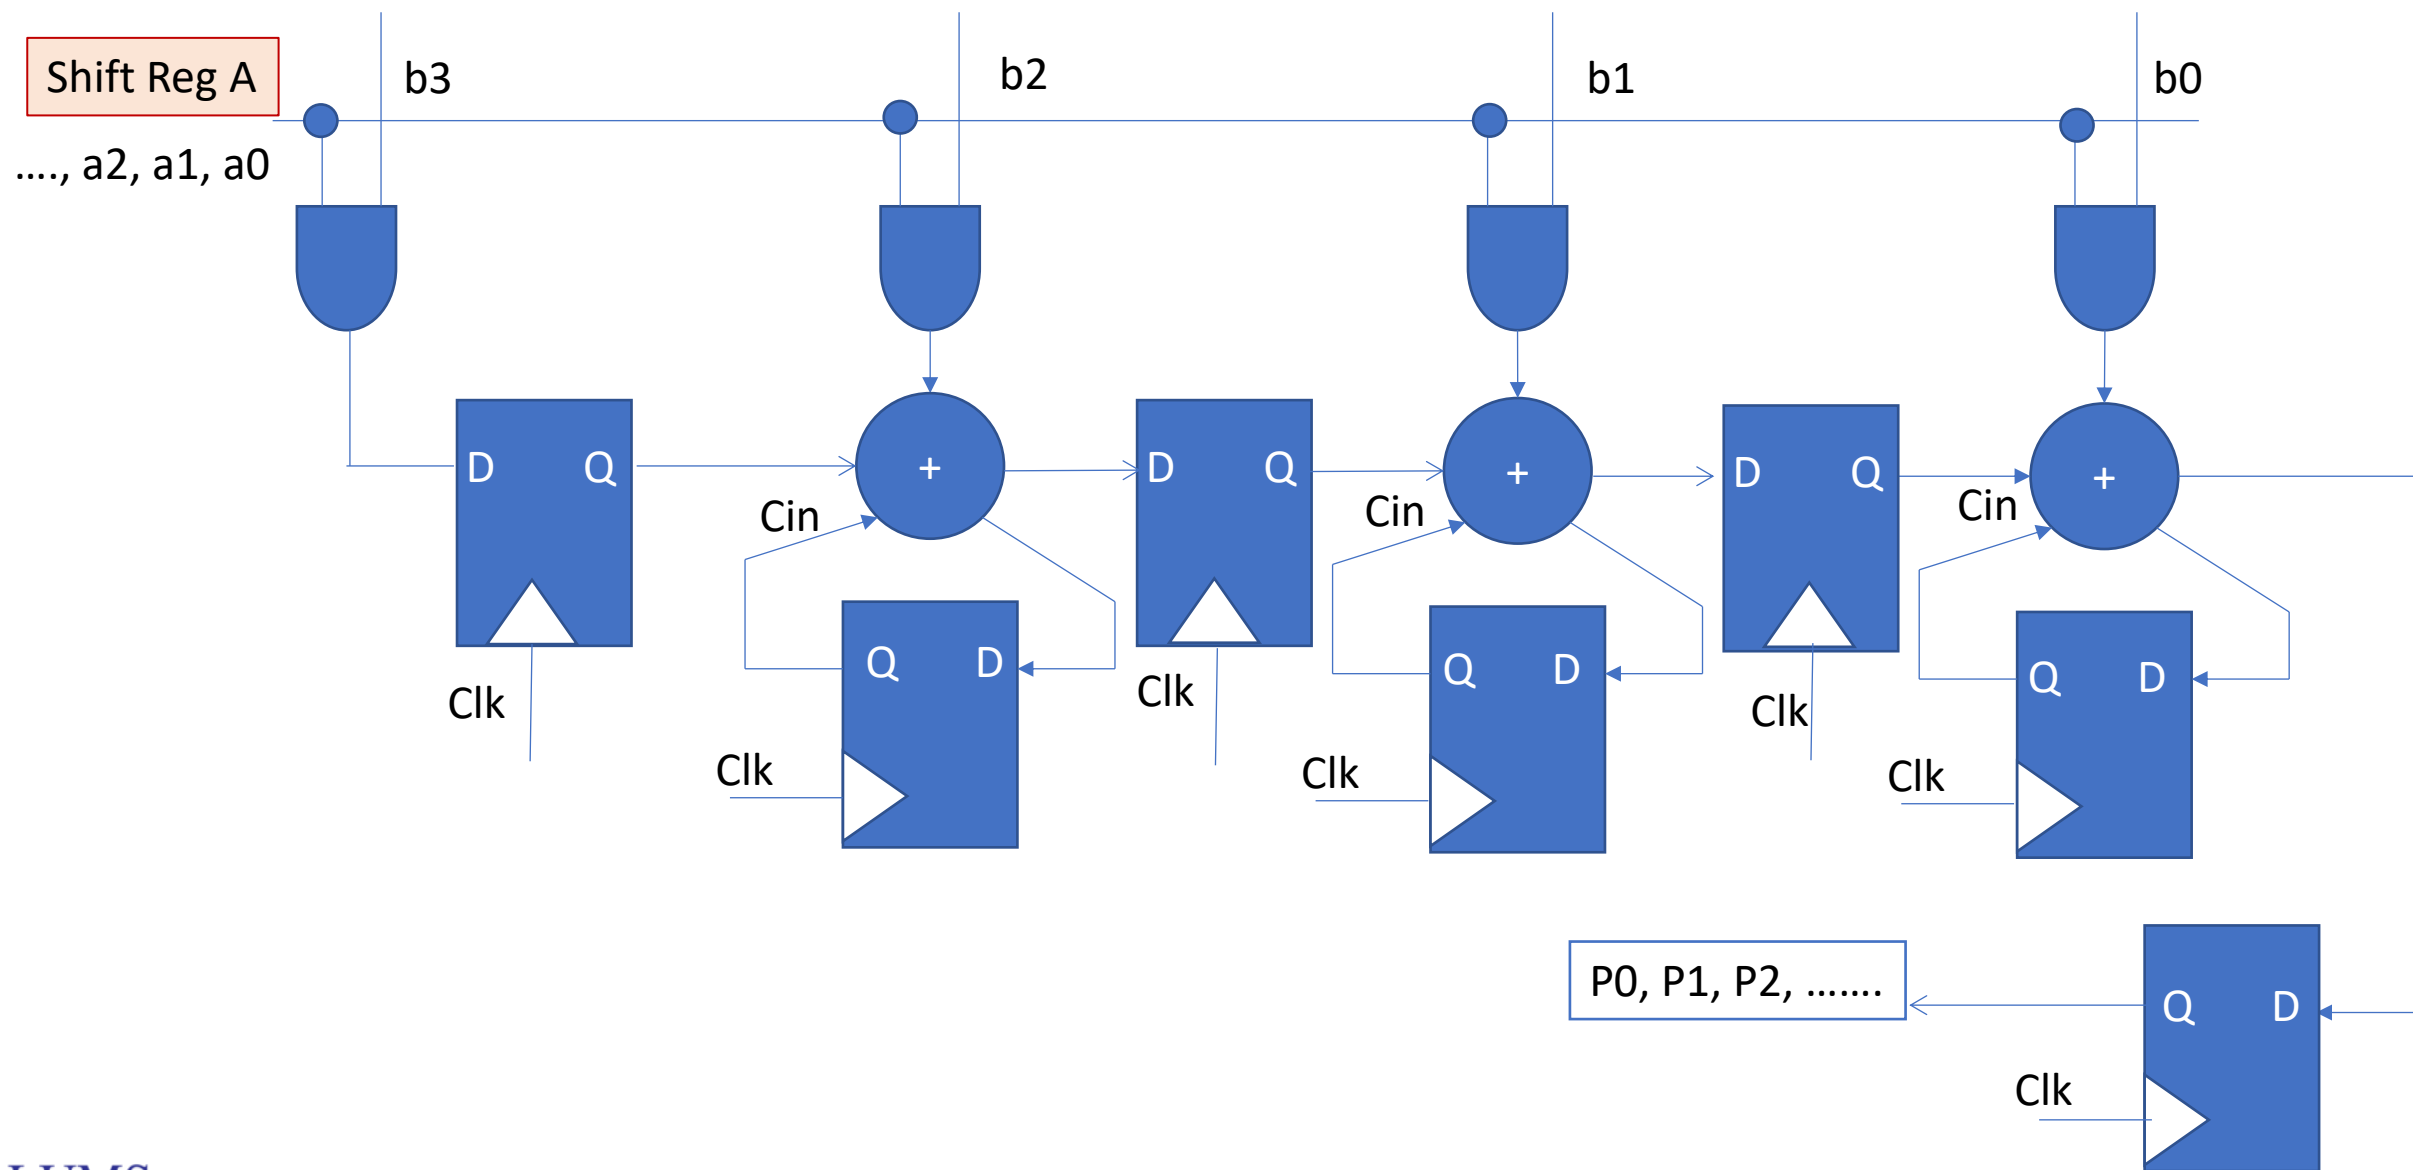 Shift Reg A
b3
b2
b1
b0
...., a2, a1, a0
D Q
+
D Q
+
D Q
+
Cin
Cin
Cin
Q D
Q D
Q D
Clk
Clk
Clk
Clk
Clk
Clk
P0, P1, P2, .......
Q D
Clk
LUMS